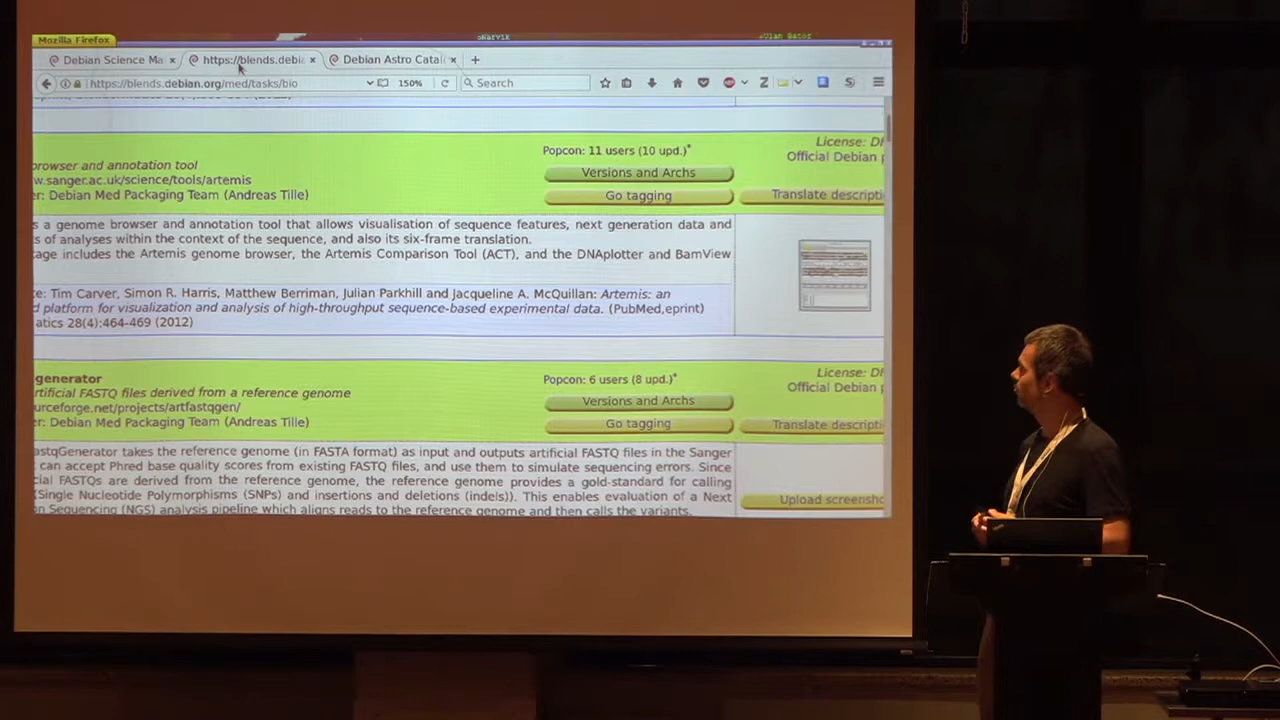 Mozilla Firefox
Debian Science Ma
https://blends.debia
Debian Astro Catal
https://blends.debian.org/med/tasks/bio
150%
Search
License:
browser and annotation tool
Popcon: 11 users (10 upd.)*
Official Debian
w.sanger.ac.uk/science/tools/artemis
Versions and Archs
er: Debian Med Packaging Team (Andreas Tille)
Go tagging
Translate descripti
s a genome browser and annotation tool that allows visualisation of sequence features, next generation data and
s of analyses within the context of the sequence, and also its six-frame translation.
age includes the Artemis genome browser, the Artemis Comparison Tool (ACT), and the DNAplotter and BamView
e: Tim Carver, Simon R. Harris, Matthew Berriman, Julian Parkhill and Jacqueline A. McQuillan: Artemis: an
d platform for visualization and analysis of high-throughput sequence-based experimental data. (PubMed,eprint)
atics 28(4):464-469 (2012)
generator
License:
rtificial FASTQ files derived from a reference genome
Popcon: 6 users (8 upd.)*
Official Debian
urceforge.net/projects/artfastqgen/
Versions and Archs
er: Debian Med Packaging Team (Andreas Tille)
Go tagging
Translate descripti
astqGenerator takes the reference genome (in FASTA format) as input and outputs artificial FASTQ files in the Sanger
can accept Phred base quality scores from existing FASTQ files, and use them to simulate sequencing errors. Since
cial FASTQs are derived from the reference genome, the reference genome provides a gold-standard for calling
(Single Nucleotide Polymorphisms (SNPs) and insertions and deletions (indels)). This enables evaluation of a Next
n Sequencing (NGS) analysis pipeline which aligns reads to the reference genome and then calls the variants.
Upload screensho